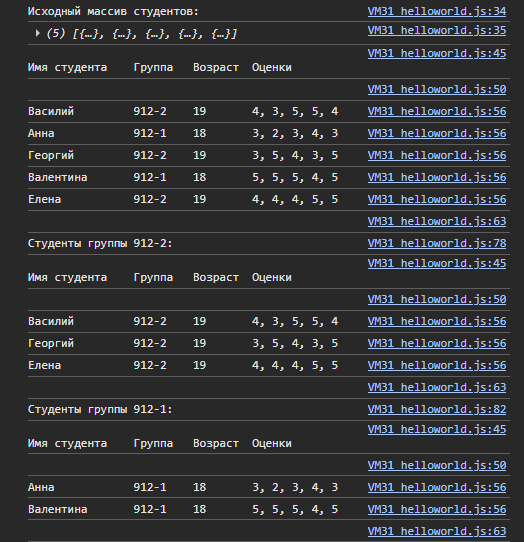 Исходный массив студентов: VM31 helloworld.js:34
▶ (5) [{…}, {…}, {…}, {…}, {…}] VM31 helloworld.js:35
VM31 helloworld.js:45
Имя студента Группа Возраст Оценки
VM31 helloworld.js:50
Василий 912-2 19 4, 3, 5, 5, 4 VM31 helloworld.js:56
Анна 912-1 18 3, 2, 3, 4, 3 VM31 helloworld.js:56
Георгий 912-2 19 3, 5, 4, 3, 5 VM31 helloworld.js:56
Валентина 912-1 18 5, 5, 5, 4, 5 VM31 helloworld.js:56
Елена 912-2 19 4, 4, 4, 5, 5 VM31 helloworld.js:56
VM31 helloworld.js:63
Студенты группы 912-2: VM31 helloworld.js:78
VM31 helloworld.js:45
Имя студента Группа Возраст Оценки
VM31 helloworld.js:50
Василий 912-2 19 4, 3, 5, 5, 4 VM31 helloworld.js:56
Георгий 912-2 19 3, 5, 4, 3, 5 VM31 helloworld.js:56
Елена 912-2 19 4, 4, 4, 5, 5 VM31 helloworld.js:56
VM31 helloworld.js:63
Студенты группы 912-1: VM31 helloworld.js:82
VM31 helloworld.js:45
Имя студента Группа Возраст Оценки
VM31 helloworld.js:50
Анна 912-1 18 3, 2, 3, 4, 3 VM31 helloworld.js:56
Валентина 912-1 18 5, 5, 5, 4, 5 VM31 helloworld.js:56
VM31 helloworld.js:63